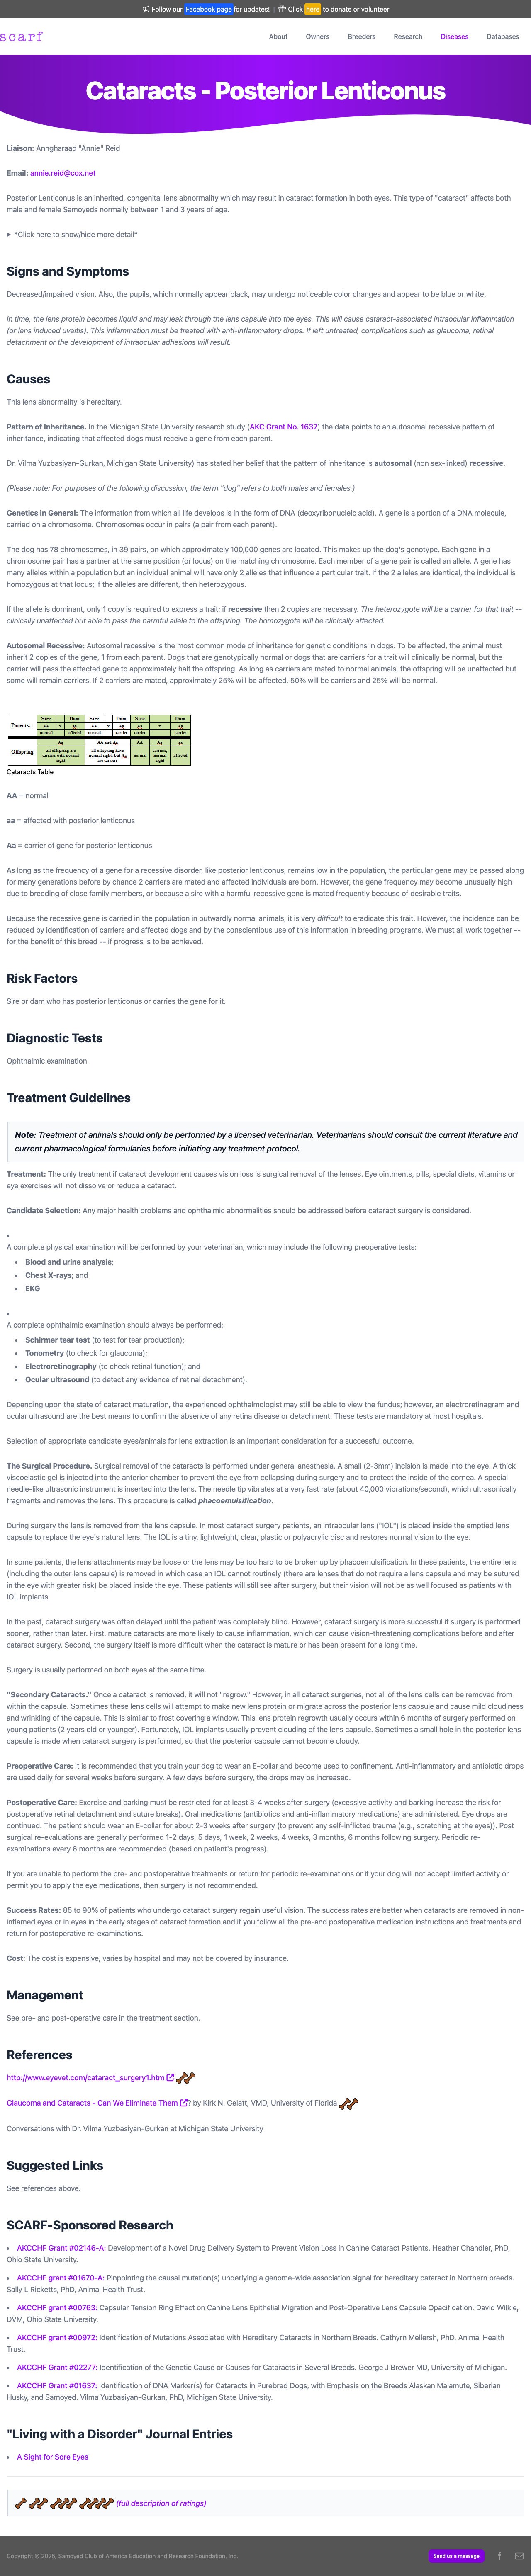 Follow our Facebook page for updates! | Click here to donate or volunteer
scarf
About Owners Breeders Research Diseases Databases
Cataracts - Posterior Lenticonus
Liaison: Anngharaad "Annie" Reid
Email: annie.reid@cox.net
Posterior Lenticonus is an inherited, congenital lens abnormality which may result in cataract formation in both eyes. This type of "cataract" affects both
male and female Samoyeds normally between 1 and 3 years of age.
*Click here to show/hide more detail*
Signs and Symptoms
Decreased/impaired vision. Also, the pupils, which normally appear black, may undergo noticeable color changes and appear to be blue or white.
In time, the lens protein becomes liquid and may leak through the lens capsule into the eyes. This will cause cataract-associated intraocular inflammation
(or lens induced uveitis). This inflammation must be treated with anti-inflammatory drops. If left untreated, complications such as glaucoma, retinal
detachment or the development of intraocular adhesions will result.
Causes
This lens abnormality is hereditary.
Pattern of Inheritance. In the Michigan State University research study (AKC Grant No. 1637) the data points to an autosomal recessive pattern of
inheritance, indicating that affected dogs must receive a gene from each parent.
Dr. Vilma Yuzbasiyan-Gurkan, Michigan State University) has stated her belief that the pattern of inheritance is autosomal (non sex-linked) recessive.
(Please note: For purposes of the following discussion, the term "dog" refers to both males and females.)
Genetics in General: The information from which all life develops is in the form of DNA (deoxyribonucleic acid). A gene is a portion of a DNA molecule,
carried on a chromosome. Chromosomes occur in pairs (a pair from each parent).
The dog has 78 chromosomes, in 39 pairs, on which approximately 100,000 genes are located. This makes up the dog's genotype. Each gene in a
chromosome pair has a partner at the same position (or locus) on the matching chromosome. Each member of a gene pair is called an allele. A gene has
many alleles within a population but an individual animal will have only 2 alleles that influence a particular trait. If the 2 alleles are identical, the individual is
homozygous at that locus; if the alleles are different, then heterozygous.
If the allele is dominant, only 1 copy is required to express a trait; if recessive then 2 copies are necessary. The heterozygote will be a carrier for that trait --
clinically unaffected but able to pass the harmful allele to the offspring. The homozygote will be clinically affected.
Autosomal Recessive: Autosomal recessive is the most common mode of inheritance for genetic conditions in dogs. To be affected, the animal must
inherit 2 copies of the gene, 1 from each parent. Dogs that are genotypically normal or dogs that are carriers for a trait will clinically be normal, but the
carrier will pass the affected gene to approximately half the offspring. As long as carriers are mated to normal animals, the offspring will be unaffected but
some will remain carriers. If 2 carriers are mated, approximately 25% will be affected, 50% will be carriers and 25% will be normal.
Parents: Sire Dam Sire Dam Sire Dam
AA x aa AA x Aa Aa x Aa
normal affected normal carrier carrier carrier
Offspring Aa AA and Aa AA Aa aa
all offspring are carriers with normal sight all offspring have normal sight, but Aa are carriers normal carriers, normal sight affected
Cataracts Table
AA = normal
aa = affected with posterior lenticonus
Aa = carrier of gene for posterior lenticonus
As long as the frequency of a gene for a recessive disorder, like posterior lenticonus, remains low in the population, the particular gene may be passed along
for many generations before by chance 2 carriers are mated and affected individuals are born. However, the gene frequency may become unusually high
due to breeding of close family members, or because a sire with a harmful recessive gene is mated frequently because of desirable traits.
Because the recessive gene is carried in the population in outwardly normal animals, it is very difficult to eradicate this trait. However, the incidence can be
reduced by identification of carriers and affected dogs and by the conscientious use of this information in breeding programs. We must all work together --
for the benefit of this breed -- if progress is to be achieved.
Risk Factors
Sire or dam who has posterior lenticonus or carries the gene for it.
Diagnostic Tests
Ophthalmic examination
Treatment Guidelines
Note: Treatment of animals should only be performed by a licensed veterinarian. Veterinarians should consult the current literature and
current pharmacological formularies before initiating any treatment protocol.
Treatment: The only treatment if cataract development causes vision loss is surgical removal of the lenses. Eye ointments, pills, special diets, vitamins or
eye exercises will not dissolve or reduce a cataract.
Candidate Selection: Any major health problems and ophthalmic abnormalities should be addressed before cataract surgery is considered.
•
A complete physical examination will be performed by your veterinarian, which may include the following preoperative tests:
• Blood and urine analysis;
• Chest X-rays; and
• EKG
•
A complete ophthalmic examination should always be performed:
• Schirmer tear test (to test for tear production);
• Tonometry (to check for glaucoma);
• Electroretinography (to check retinal function); and
• Ocular ultrasound (to detect any evidence of retinal detachment).
Depending upon the state of cataract maturation, the experienced ophthalmologist may still be able to view the fundus; however, an electroretinagram and
ocular ultrasound are the best means to confirm the absence of any retina disease or detachment. These tests are mandatory at most hospitals.
Selection of appropriate candidate eyes/animals for lens extraction is an important consideration for a successful outcome.
The Surgical Procedure. Surgical removal of the cataracts is performed under general anesthesia. A small (2-3mm) incision is made into the eye. A thick
viscoelastic gel is injected into the anterior chamber to prevent the eye from collapsing during surgery and to protect the inside of the cornea. A special
needle-like ultrasonic instrument is inserted into the lens. The needle tip vibrates at a very fast rate (about 40,000 vibrations/second), which ultrasonically
fragments and removes the lens. This procedure is called phacoemulsification.
During surgery the lens is removed from the lens capsule. In most cataract surgery patients, an intraocular lens ("IOL") is placed inside the emptied lens
capsule to replace the eye's natural lens. The IOL is a tiny, lightweight, clear, plastic or polyacrylic disc and restores normal vision to the eye.
In some patients, the lens attachments may be loose or the lens may be too hard to be broken up by phacoemulsification. In these patients, the entire lens
(including the outer lens capsule) is removed in which case an IOL cannot routinely (there are lenses that do not require a lens capsule and may be sutured
in the eye with greater risk) be placed inside the eye. These patients will still see after surgery, but their vision will not be as well focused as patients with
IOL implants.
In the past, cataract surgery was often delayed until the patient was completely blind. However, cataract surgery is more successful if surgery is performed
sooner, rather than later. First, mature cataracts are more likely to cause inflammation, which can cause vision-threatening complications before and after
cataract surgery. Second, the surgery itself is more difficult when the cataract is mature or has been present for a long time.
Surgery is usually performed on both eyes at the same time.
"Secondary Cataracts." Once a cataract is removed, it will not "regrow." However, in all cataract surgeries, not all of the lens cells can be removed from
within the capsule. Sometimes these lens cells will attempt to make new lens protein or migrate across the posterior lens capsule and cause mild cloudiness
and wrinkling of the capsule. This is similar to frost covering a window. This lens protein regrowth usually occurs within 6 months of surgery performed on
young patients (2 years old or younger). Fortunately, IOL implants usually prevent clouding of the lens capsule. Sometimes a small hole in the posterior lens
capsule is made when cataract surgery is performed, so that the posterior capsule cannot become cloudy.
Preoperative Care: It is recommended that you train your dog to wear an E-collar and become used to confinement. Anti-inflammatory and antibiotic drops
are used daily for several weeks before surgery. A few days before surgery, the drops may be increased.
Postoperative Care: Exercise and barking must be restricted for at least 3-4 weeks after surgery (excessive activity and barking increase the risk for
postoperative retinal detachment and suture breaks). Oral medications (antibiotics and anti-inflammatory medications) are administered. Eye drops are
continued. The patient should wear an E-collar for about 2-3 weeks after surgery (to prevent any self-inflicted trauma (e.g., scratching at the eyes)). Post
surgical re-evaluations are generally performed 1-2 days, 5 days, 1 week, 2 weeks, 4 weeks, 3 months, 6 months following surgery. Periodic re-
examinations every 6 months are recommended (based on patient's progress).
If you are unable to perform the pre- and postoperative treatments or return for periodic re-examinations or if your dog will not accept limited activity or
permit you to apply the eye medications, then surgery is not recommended.
Success Rates: 85 to 90% of patients who undergo cataract surgery regain useful vision. The success rates are better when cataracts are removed in non-
inflamed eyes or in eyes in the early stages of cataract formation and if you follow all the pre-and postoperative medication instructions and treatments and
return for postoperative re-examinations.
Cost: The cost is expensive, varies by hospital and may not be covered by insurance.
Management
See pre- and post-operative care in the treatment section.
References
http://www.eyevet.com/cataract_surgery1.htm
Glaucoma and Cataracts - Can We Eliminate Them ? by Kirk N. Gelatt, VMD, University of Florida
Conversations with Dr. Vilma Yuzbasiyan-Gurkan at Michigan State University
Suggested Links
See references above.
SCARF-Sponsored Research
• AKCCHF Grant #02146-A: Development of a Novel Drug Delivery System to Prevent Vision Loss in Canine Cataract Patients. Heather Chandler, PhD,
Ohio State University.
• AKCCHF grant #01670-A: Pinpointing the causal mutation(s) underlying a genome-wide association signal for hereditary cataract in Northern breeds.
Sally L Ricketts, PhD, Animal Health Trust.
• AKCCHF grant #00763: Capsular Tension Ring Effect on Canine Lens Epithelial Migration and Post-Operative Lens Capsule Opacification. David Wilkie,
DVM, Ohio State University.
• AKCCHF grant #00972: Identification of Mutations Associated with Hereditary Cataracts in Northern Breeds. Cathyrn Mellersh, PhD, Animal Health
Trust.
• AKCCHF Grant #02277: Identification of the Genetic Cause or Causes for Cataracts in Several Breeds. George J Brewer MD, University of Michigan.
• AKCCHF Grant #01637: Identification of DNA Marker(s) for Cataracts in Purebred Dogs, with Emphasis on the Breeds Alaskan Malamute, Siberian
Husky, and Samoyed. Vilma Yuzbasiyan-Gurkan, PhD, Michigan State University.
"Living with a Disorder" Journal Entries
• A Sight for Sore Eyes
(full description of ratings)
Copyright © 2025, Samoyed Club of America Education and Research Foundation, Inc.
Send us a message